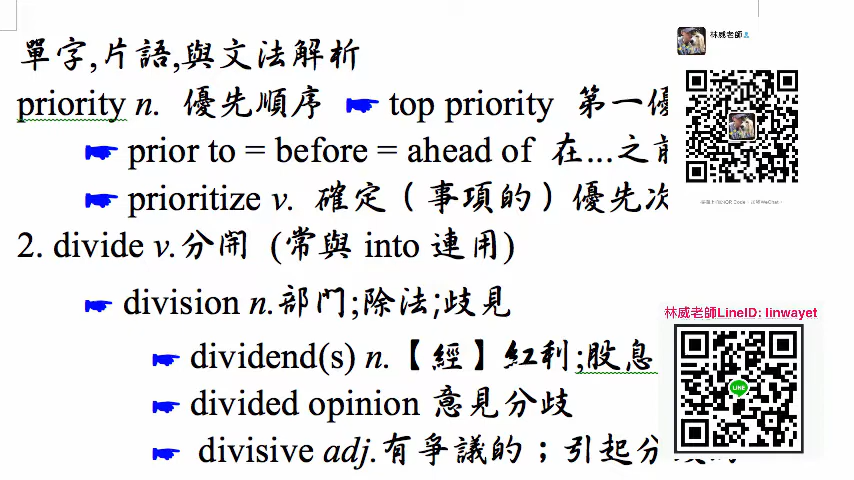 單字,片語,與文法解析
priority n. 優先順序 ☛ top priority 第一優
☛ prior to = before = ahead of 在...之前
☛ prioritize v. 確定（事項的）優先次
2. divide v.分開 (常與 into 連用)
☛ division n.部門;除法;歧見
☛ dividend(s) n.【經】紅利;股息
☛ divided opinion 意見分歧
☛ divisive adj.有爭議的；引起分
林威老師
林威老師LineID: linwayet
LINE